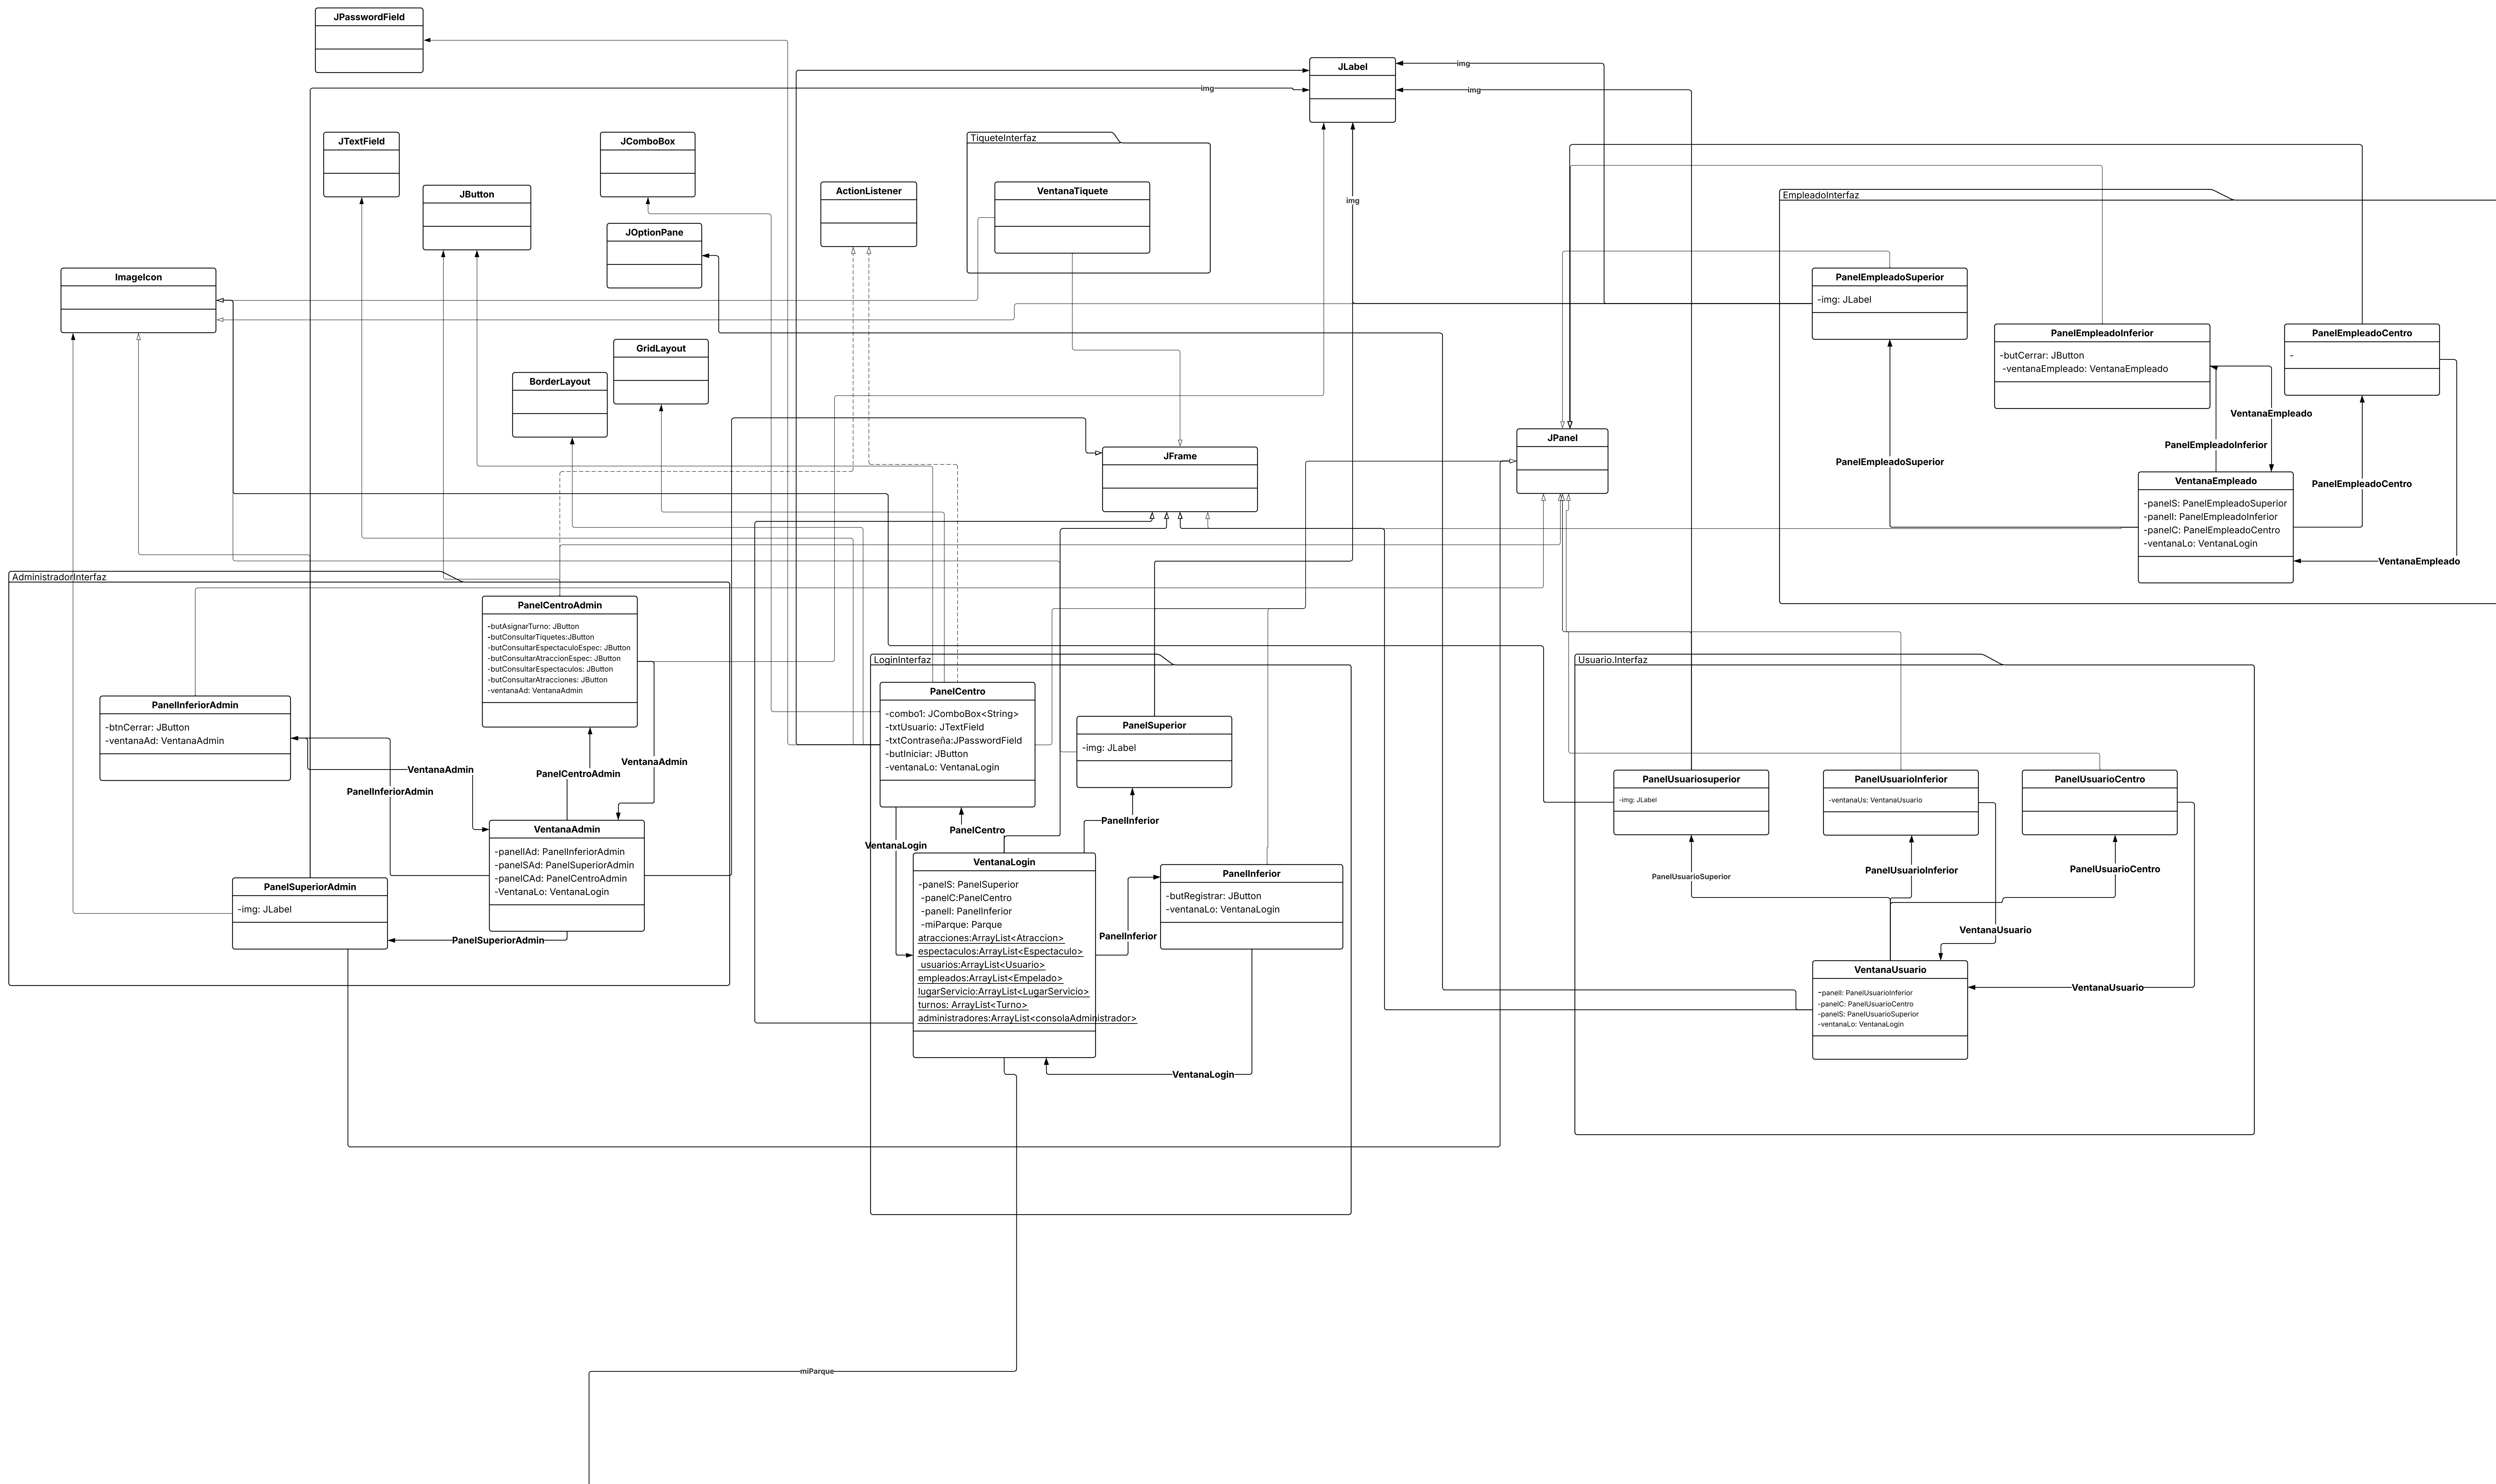 JPasswordField
JLabel
img
img
img
JTextField
JComboBox
TiqueteInterfaz
JButton
ActionListener
VentanaTiquete
EmpleadoInterfaz
img
JOptionPane
ImageIcon
PanelEmpleadoSuperior
-img: JLabel
PanelEmpleadoInferior
-butCerrar: JButton
-ventanaEmpleado: VentanaEmpleado
PanelEmpleadoCentro
-
GridLayout
BorderLayout
VentanaEmpleado
JPanel
PanelEmpleadoInferior
JFrame
PanelEmpleadoSuperior
PanelEmpleadoCentro
VentanaEmpleado
-panelS: PanelEmpleadoSuperior
-panelI: PanelEmpleadoInferior
-panelC: PanelEmpleadoCentro
-ventanaLo: VentanaLogin
VentanaEmpleado
AdministradorInterfaz
PanelCentroAdmin
-butAsignarTurno: JButton
-butConsultarTiquetes:JButton
-butConsultarEspectaculoEspec: JButton
-butConsultarAtraccionEspec: JButton
-butConsultarEspectaculos: JButton
-butConsultarAtracciones: JButton
-ventanaAd: VentanaAdmin
LoginInterfaz
Usuario.Interfaz
PanelInferiorAdmin
-btnCerrar: JButton
-ventanaAd: VentanaAdmin
PanelCentro
-combo1: JComboBox<String>
-txtUsuario: JTextField
-txtContraseña:JPasswordField
-butIniciar: JButton
-ventanaLo: VentanaLogin
PanelSuperior
-img: JLabel
VentanaAdmin
PanelCentroAdmin
VentanaAdmin
PanelInferiorAdmin
PanelUsuariosuperior
-img: JLabel
PanelUsuarioInferior
-ventanaUs: VentanaUsuario
PanelUsuarioCentro
PanelInferior
PanelCentro
VentanaLogin
VentanaAdmin
-panelIAd: PanelInferiorAdmin
-panelSAd: PanelSuperiorAdmin
-panelCAd: PanelCentroAdmin
-VentanaLo: VentanaLogin
PanelSuperiorAdmin
-img: JLabel
PanelSuperiorAdmin
VentanaLogin
-panelS: PanelSuperior
-panelC:PanelCentro
-panelI: PanelInferior
-miParque: Parque
atracciones:ArrayList<Atraccion>
espectaculos:ArrayList<Espectaculo>
usuarios:ArrayList<Usuario>
empleados:ArrayList<Empelado>
lugarServicio:ArrayList<LugarServicio>
turnos: ArrayList<Turno>
administradores:ArrayList<consolaAdministrador>
PanelInferior
-butRegistrar: JButton
-ventanaLo: VentanaLogin
PanelInferior
PanelUsuarioSuperior
PanelUsuarioInferior
PanelUsuarioCentro
VentanaUsuario
VentanaUsuario
-panelI: PanelUsuarioInferior
-panelC: PanelUsuarioCentro
-panelS: PanelUsuarioSuperior
-ventanaLo: VentanaLogin
VentanaUsuario
VentanaLogin
miParque